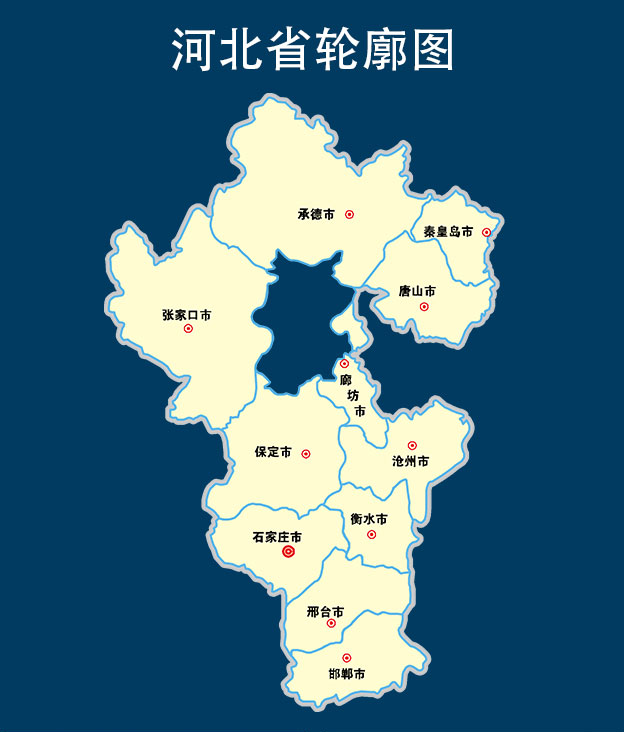 河北省轮廓图
承德市
秦皇岛市
唐山市
张家口市
廊
坊
市
保定市
沧州市
衡水市
石家庄市
邢台市
邯郸市